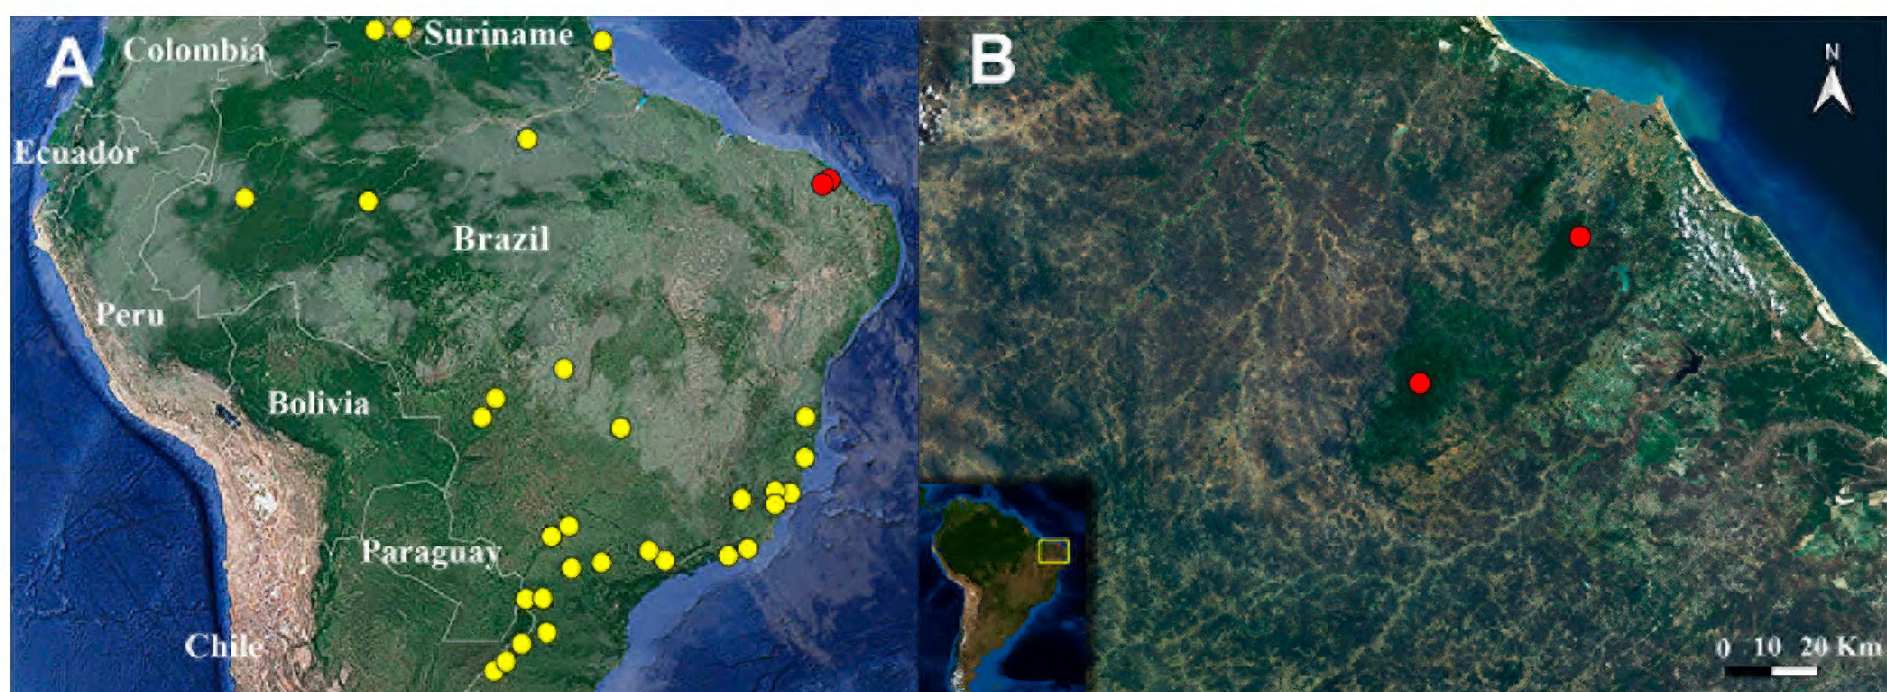 A
Colombia
Suriname
Ecuador
Brazil
Peru
Bolivia
Paraguay
Chile
B
N
0 10 20 Km